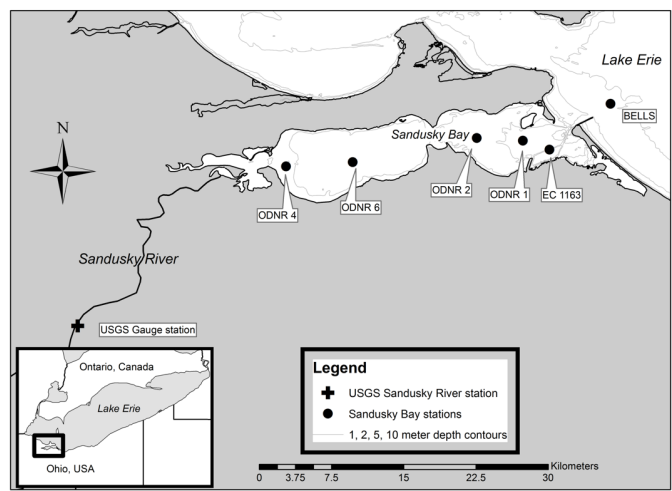 Lake Erie
BELLS
N
Sandusky Bay
ODNR 4
ODNR 6
ODNR 2
ODNR 1
EC 1163
Sandusky River
USGS Gauge station
Ontario, Canada
Lake Erie
Ohio, USA
Legend
USGS Sandusky River station
Sandusky Bay stations
1, 2, 5, 10 meter depth contours
Kilometers
0 3.75 7.5 15 22.5 30